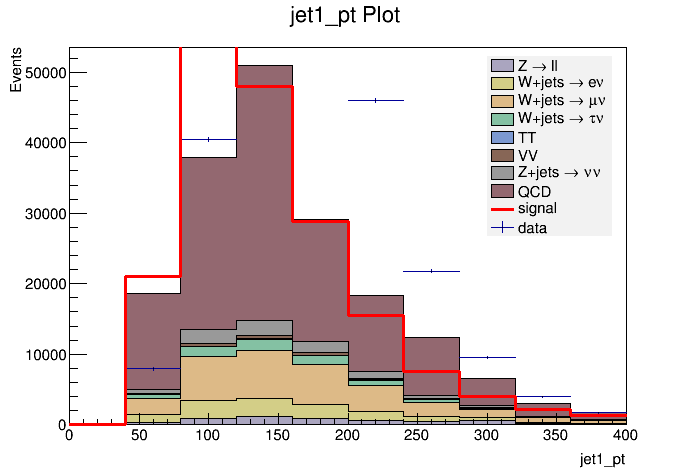 jet1_pt Plot
Events
50000
40000
30000
20000
10000
0
0 50 100 150 200 250 300 350 400
jet1_pt
Z → ll
W+jets → eν
W+jets → μν
W+jets → τν
TT
VV
Z+jets → νν
QCD
signal
data